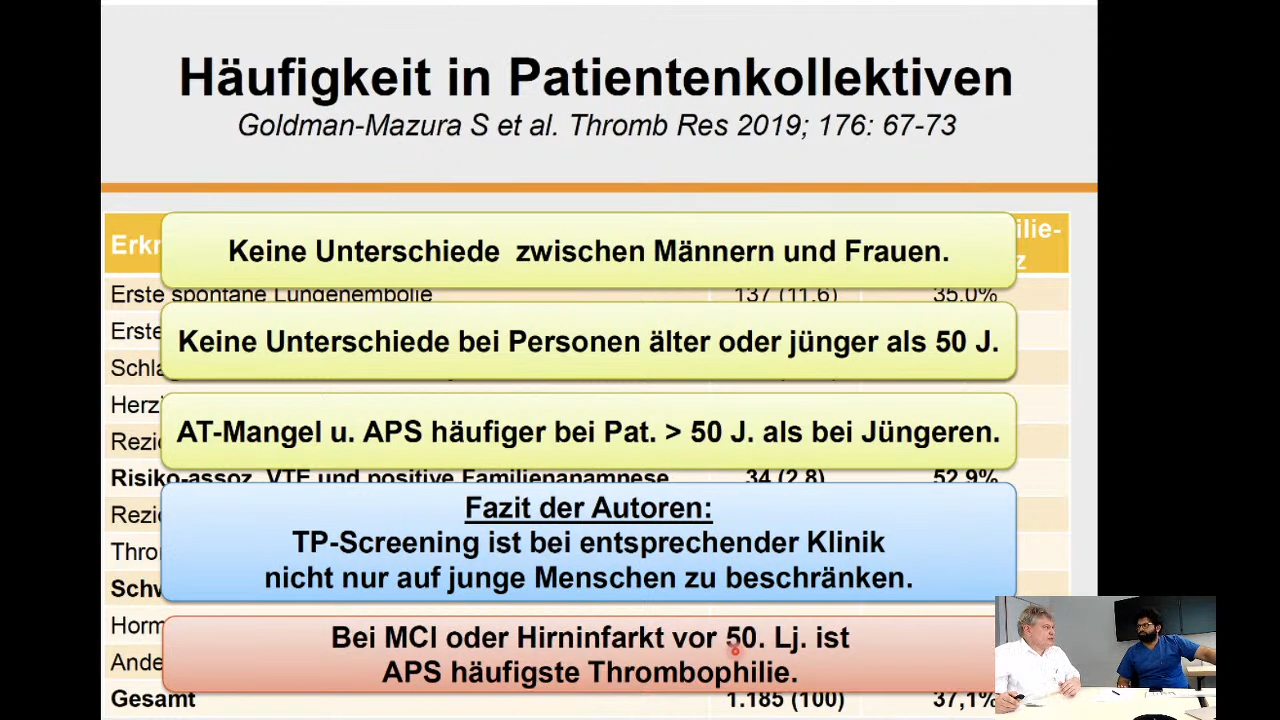 Häufigkeit in Patientenkollektiven
Goldman-Mazura S et al. Thromb Res 2019; 176: 67-73
Keine Unterschiede zwischen Männern und Frauen.
Erste spontane Lungenembolie 137 (11,6) 35,0%
Erste
Keine Unterschiede bei Personen älter oder jünger als 50 J.
AT-Mangel u. APS häufiger bei Pat. > 50 J. als bei Jüngeren.
Risiko-assoz. VTE und positive Familienanamnese 34 (2,8) 52,9%
Fazit der Autoren:
TP-Screening ist bei entsprechender Klinik
nicht nur auf junge Menschen zu beschränken.
Bei MCI oder Hirninfarkt vor 50. Lj. ist
APS häufigste Thrombophilie.
Gesamt 1.185 (100) 37,1%